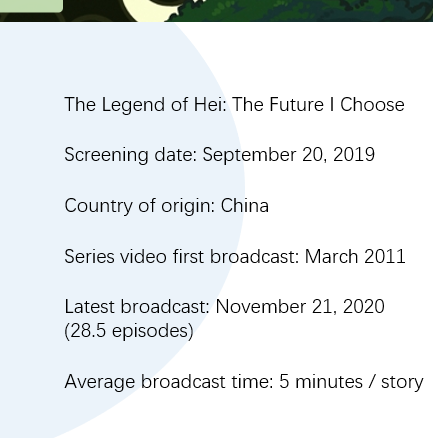 The Legend of Hei: The Future I Choose
Screening date: September 20, 2019
Country of origin: China
Series video first broadcast: March 2011
Latest broadcast: November 21, 2020
(28.5 episodes)
Average broadcast time: 5 minutes / story